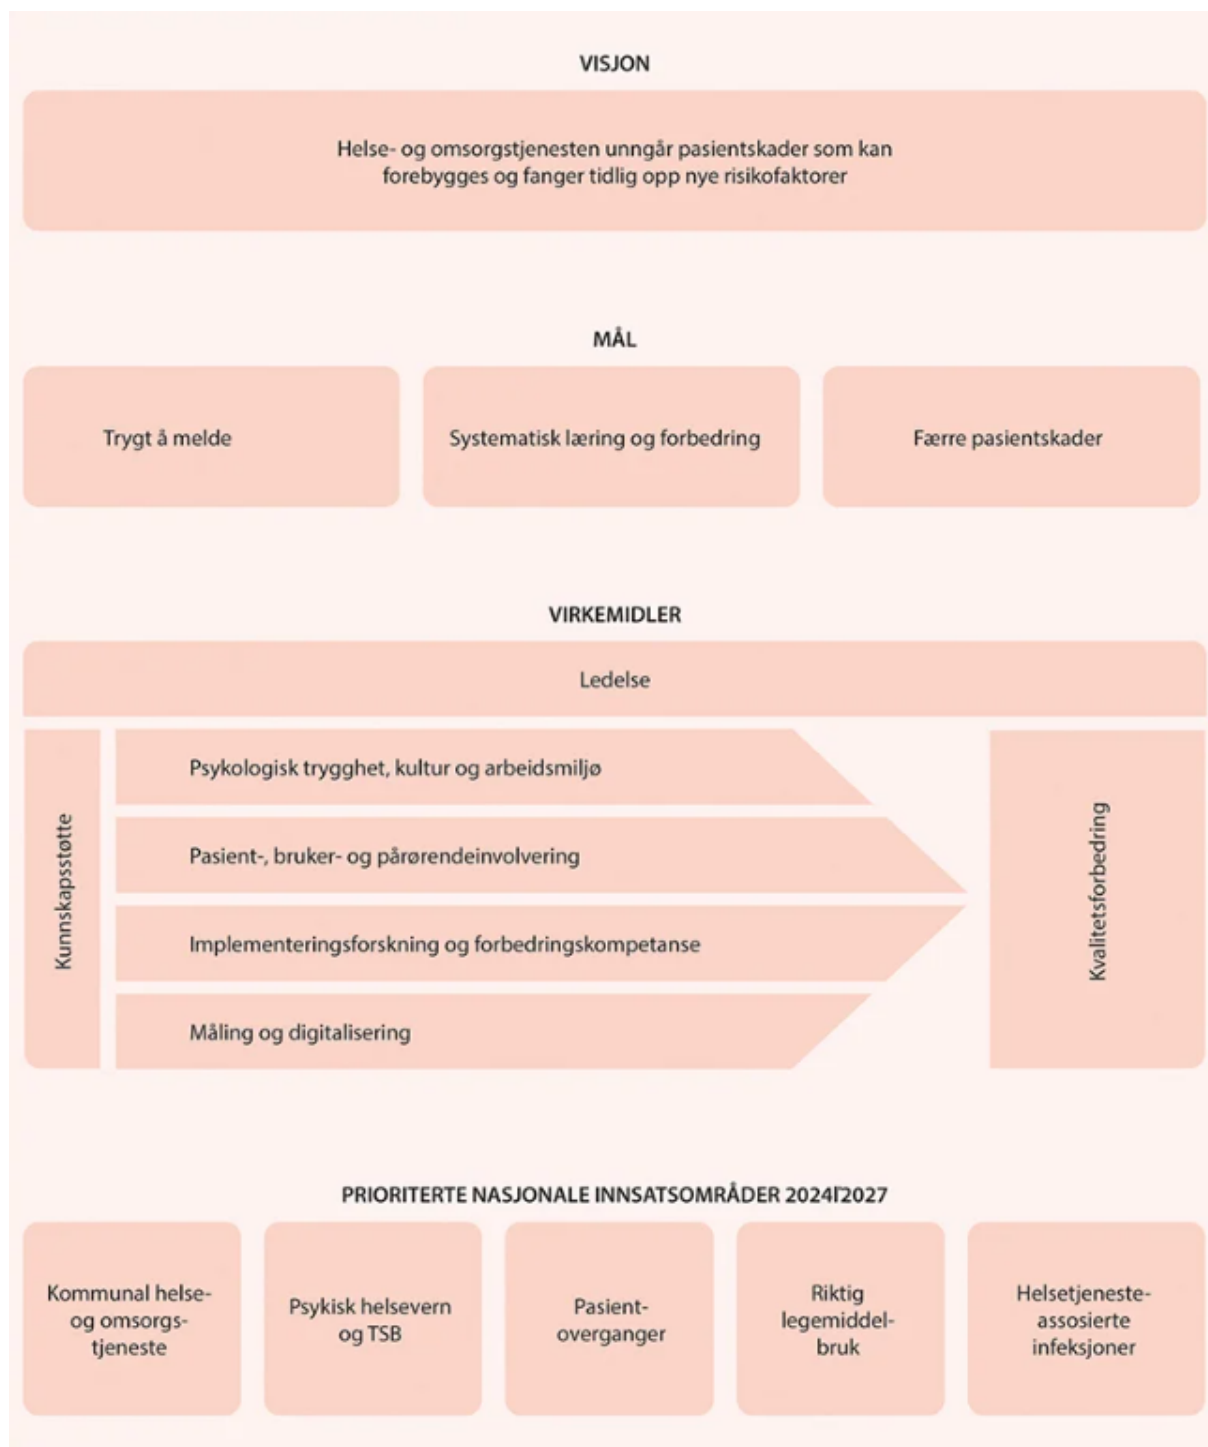 VISJON
Helse- og omsorgstjenesten unngår pasientskader som kan
forebygges og fanger tidlig opp nye risikofaktorer
MÅL
Trygt å melde
Systematisk læring og forbedring
Færre pasientskader
VIRKEMIDLER
Ledelse
Kunnskapsstøtte
Psykologisk trygghet, kultur og arbeidsmiljø
Pasient-, bruker- og pårørendeinvolvering
Implementeringsforskning og forbedringskompetanse
Måling og digitalisering
Kvalitetsforbedring
PRIORITERTE NASJONALE INNSATSOMRÅDER 2024Ґ2027
Kommunal helse-
og omsorgs-
tjeneste
Psykisk helsevern
og TSB
Pasient-
overganger
Riktig
legemiddel-
bruk
Helsetjeneste-
assosierte
infeksjoner